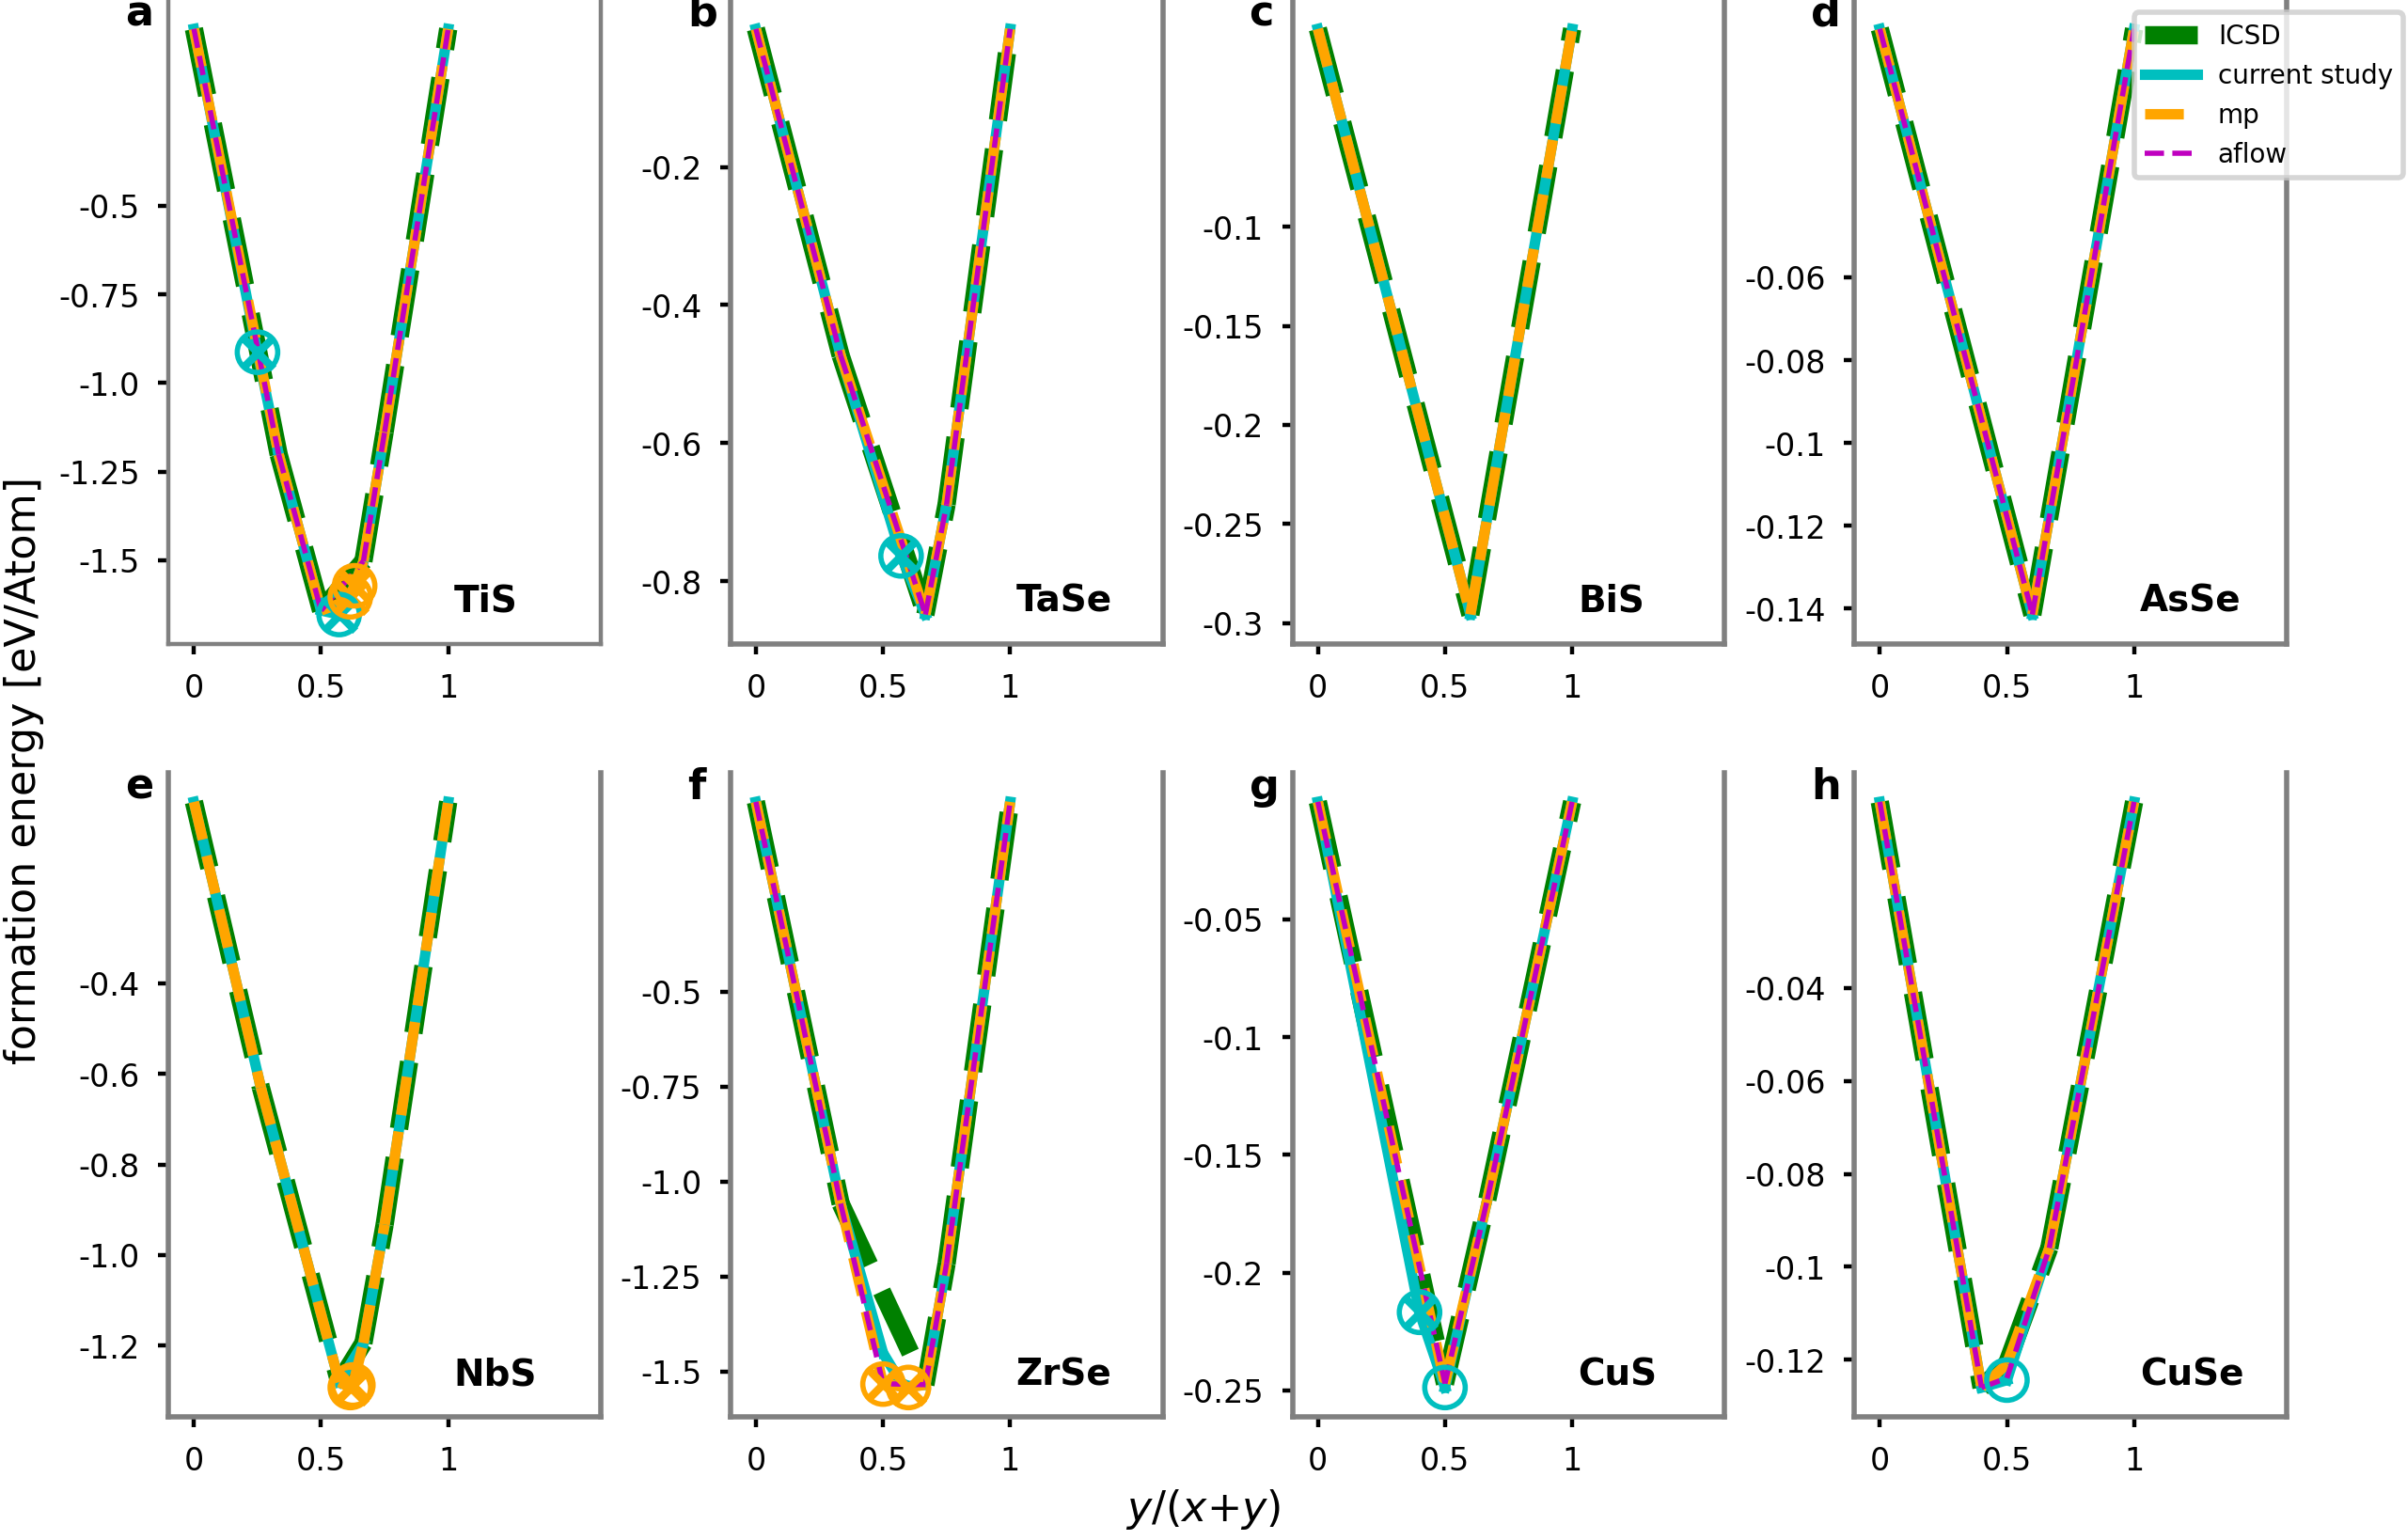 formation energy [eV/Atom]
a
-0.5
-0.75
-1.0
-1.25
-1.5
0 0.5 1
TiS
b
-0.2
-0.4
-0.6
-0.8
0 0.5 1
TaSe
c
-0.1
-0.15
-0.2
-0.25
-0.3
0 0.5 1
BiS
d
-0.06
-0.08
-0.1
-0.12
-0.14
0 0.5 1
AsSe
ICSD
current study
mp
aflow
e
-0.4
-0.6
-0.8
-1.0
-1.2
0 0.5 1
NbS
f
-0.5
-0.75
-1.0
-1.25
-1.5
0 0.5 1
ZrSe
g
-0.05
-0.1
-0.15
-0.2
-0.25
0 0.5 1
CuS
h
-0.04
-0.06
-0.08
-0.1
-0.12
0 0.5 1
CuSe
y/(x+y)